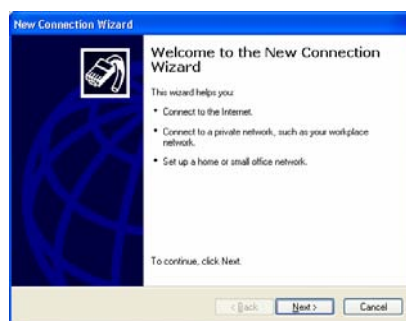 New Connection Wizard
Welcome to the New Connection
Wizard
This wizard helps you:
• Connect to the Internet.
• Connect to a private network, such as your workplace
network.
• Set up a home or small office network.
To continue, click Next.
< Back
Next >
Cancel